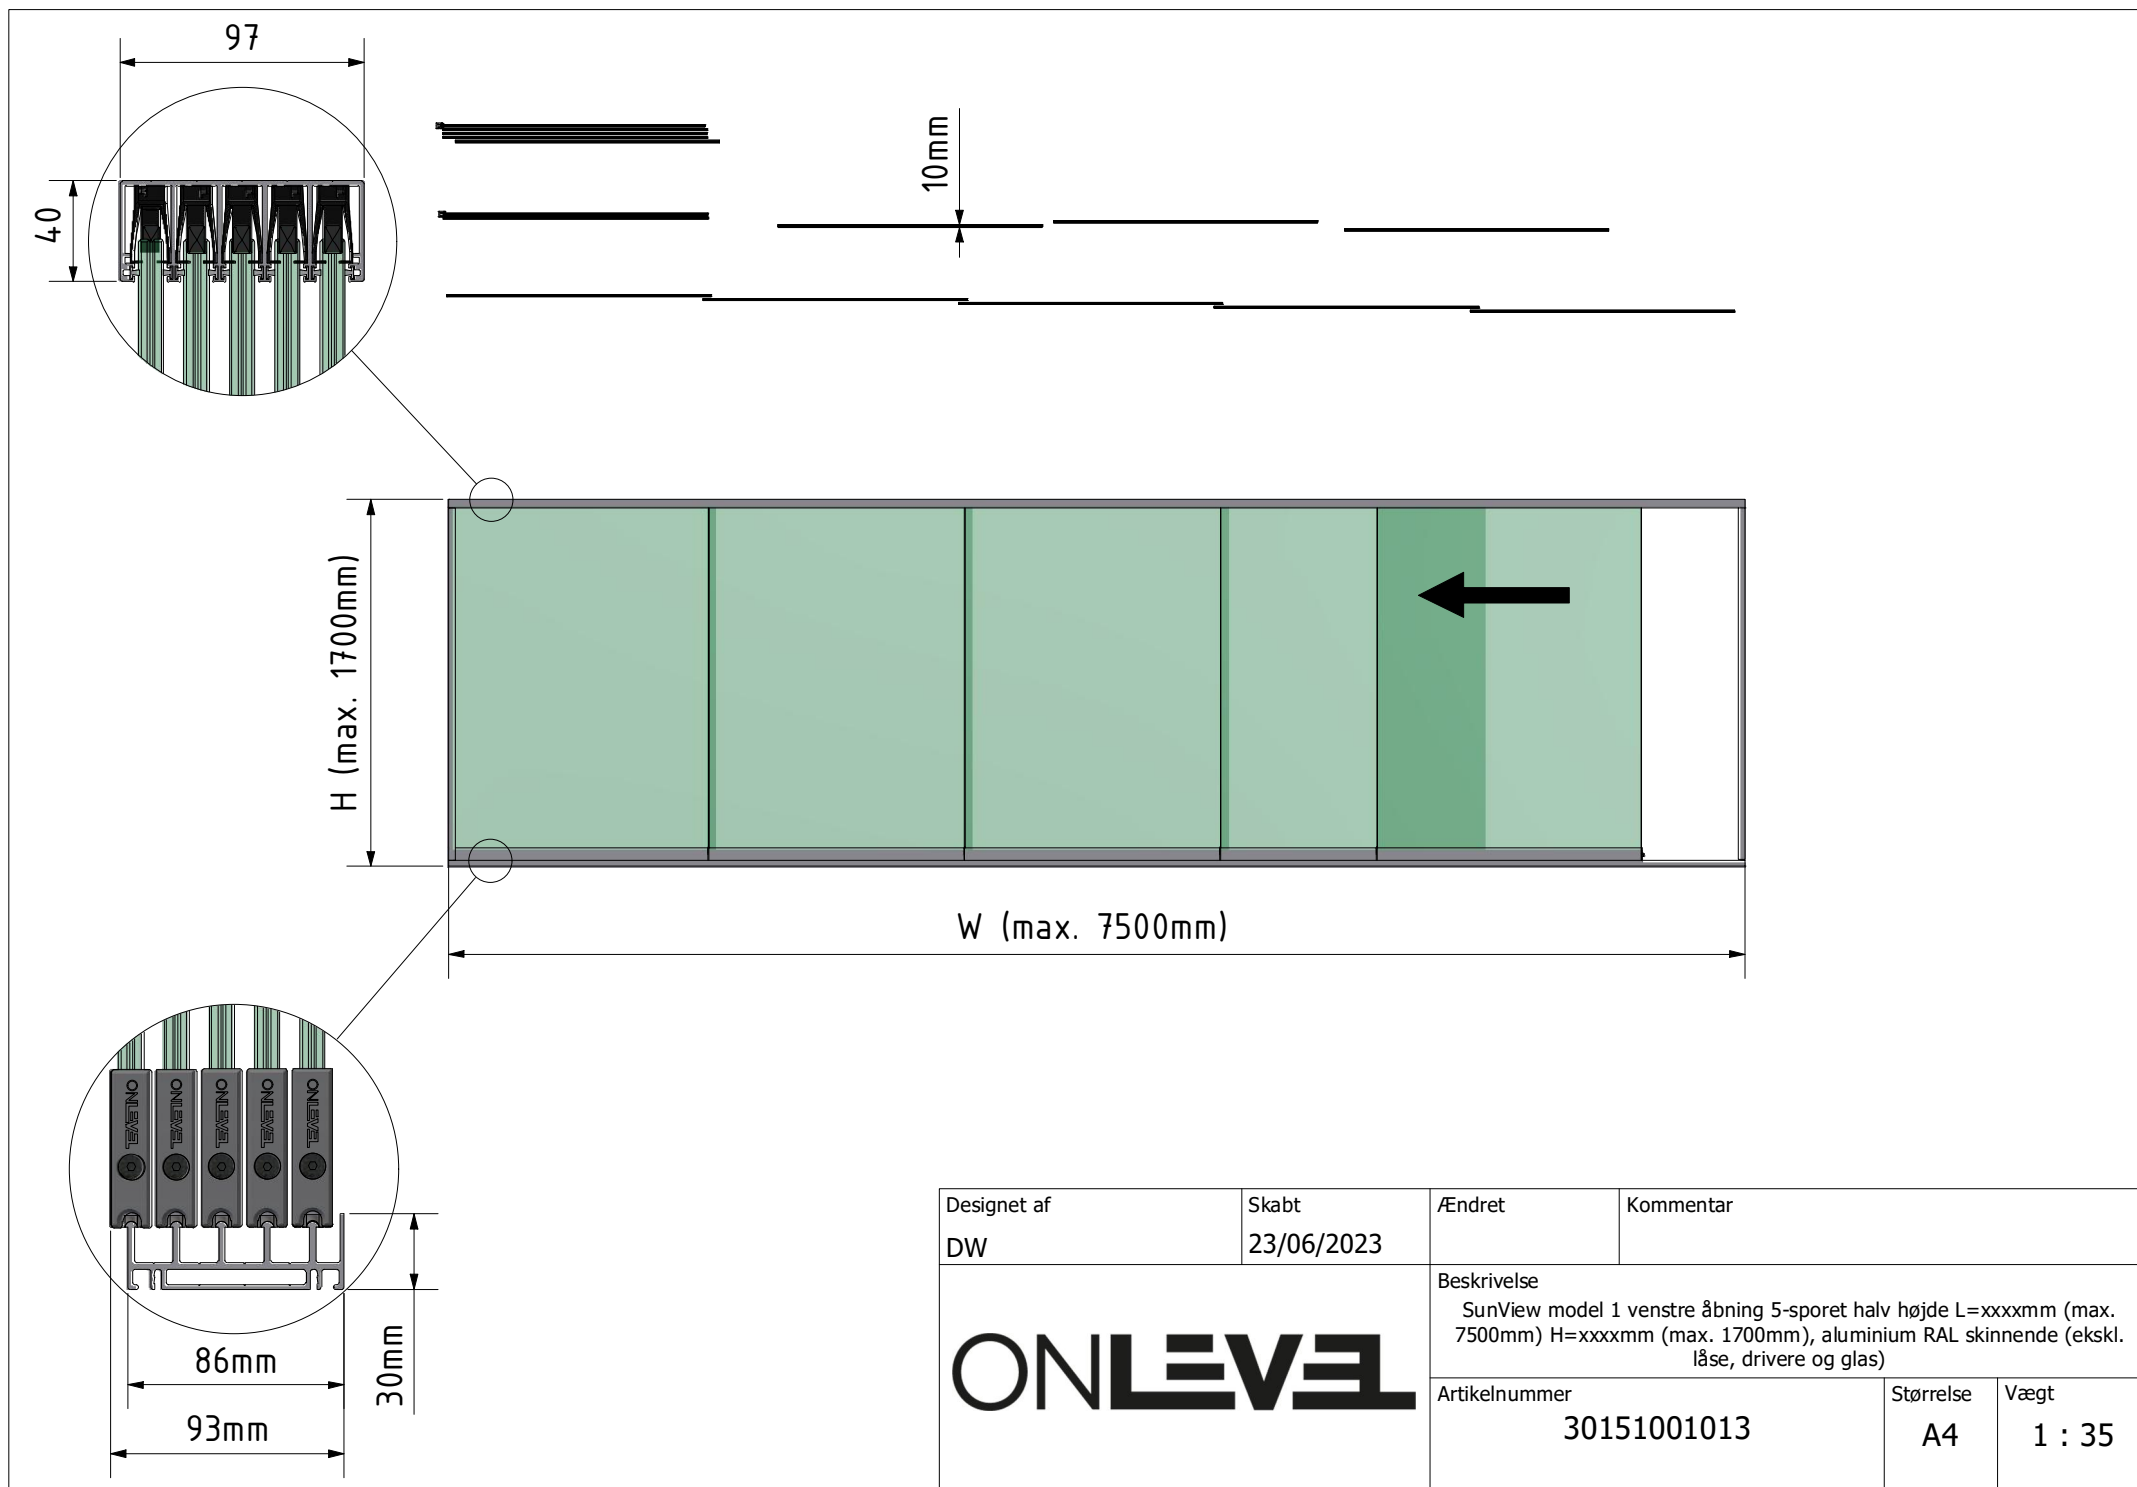 97
40
10mm
H (max. 1700mm)
W (max. 7500mm)
ONLEVEL
ONLEVEL
ONLEVEL
ONLEVEL
ONLEVEL
30mm
86mm
93mm
Designet af
DW
Skabt
23/06/2023
Ændret
Kommentar
ONLEVEL
Beskrivelse
SunView model 1 venstre åbning 5-sporet halv højde L=xxxxmm (max.
7500mm) H=xxxxmm (max. 1700mm), aluminium RAL skinnende (ekskl.
låse, drivere og glas)
Artikelnummer
30151001013
Størrelse
A4
Vægt
1 : 35